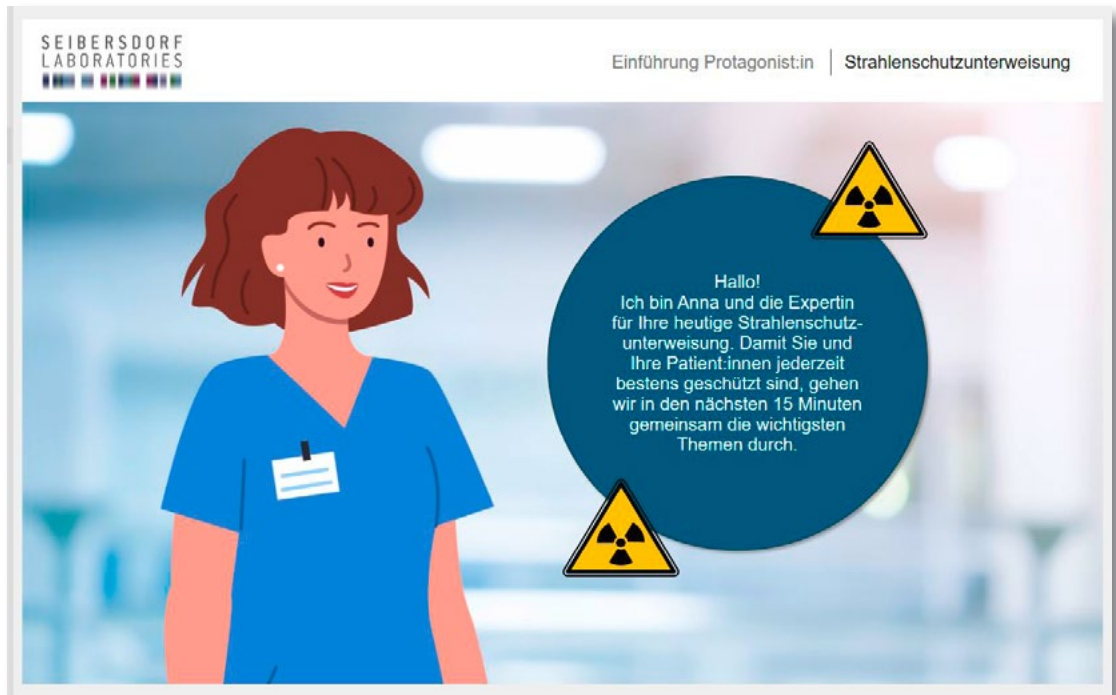 SEIBERSDORF
LABORATORIES
Einführung Protagonist:in | Strahlenschutzunterweisung
Hallo!
Ich bin Anna und die Expertin
für Ihre heutige Strahlenschutz-
unterweisung. Damit Sie und
Ihre Patient:innen jederzeit
bestens geschützt sind, gehen
wir in den nächsten 15 Minuten
gemeinsam die wichtigsten
Themen durch.